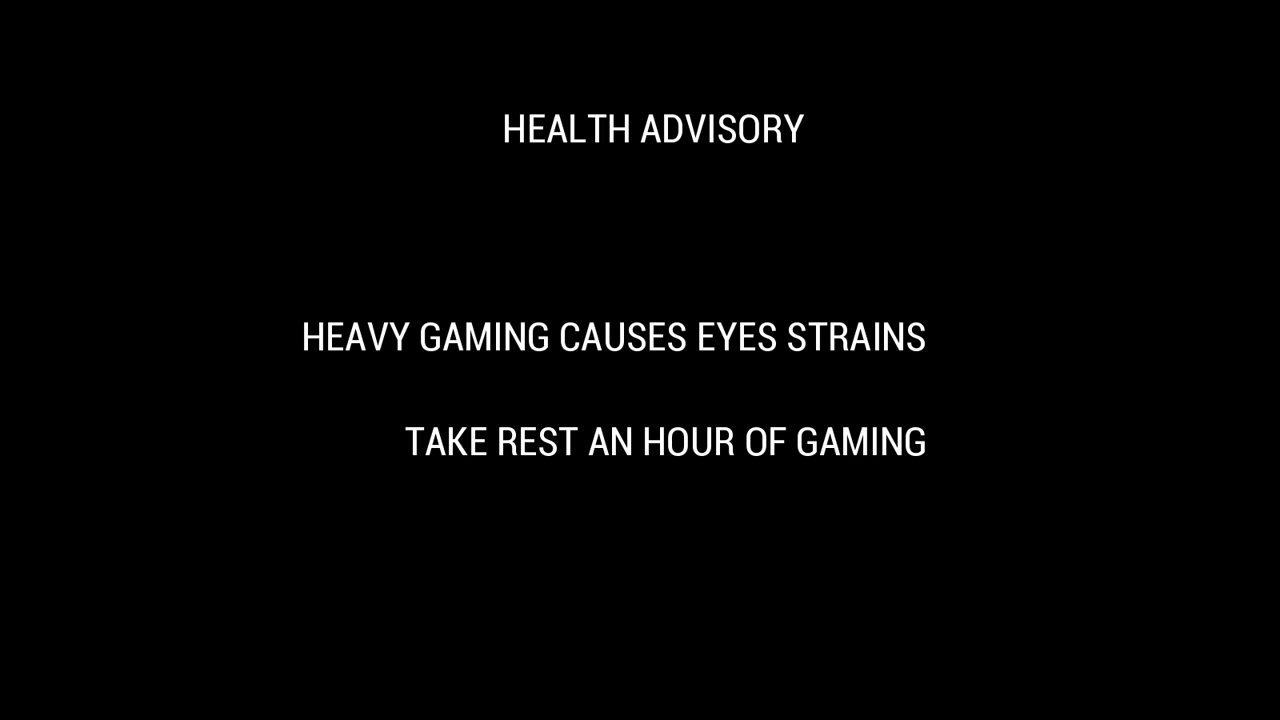 HEALTH ADVISORY
HEAVY GAMING CAUSES EYES STRAINS
TAKE REST AN HOUR OF GAMING